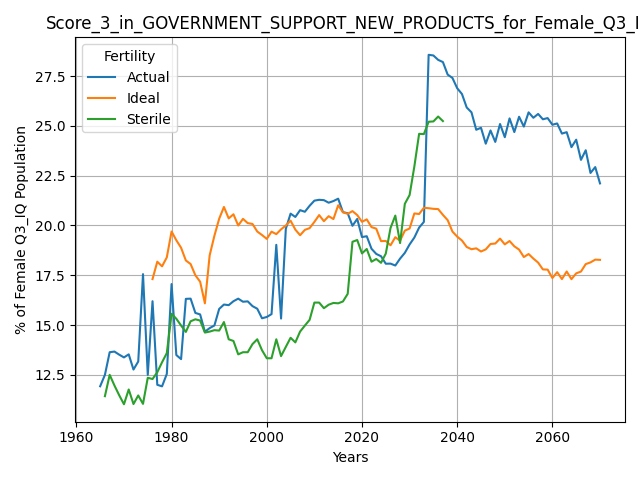 Score_3_in_GOVERNMENT_SUPPORT_NEW_PRODUCTS_for_Female_Q3_I
Fertility
Actual
Ideal
Sterile
% of Female Q3_IQ Population
27.5
25.0
22.5
20.0
17.5
15.0
12.5
1960 1980 2000 2020 2040 2060
Years